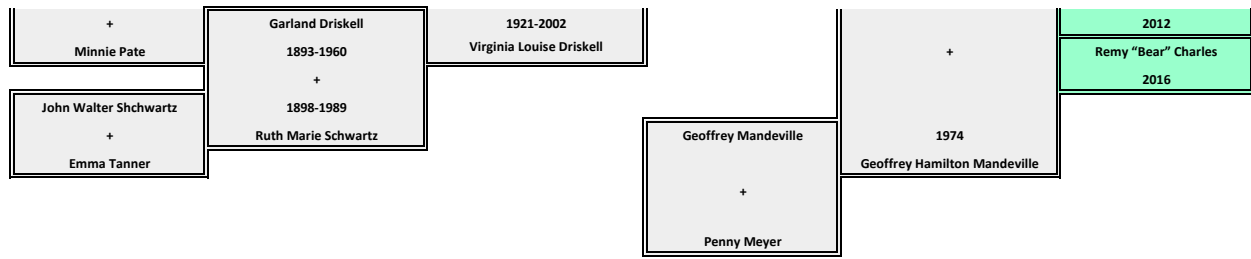 +
Minnie Pate
John Walter Shchwartz
+
Emma Tanner
Garland Driskell
1893-1960
+
1898-1989
Ruth Marie Schwartz
1921-2002
Virginia Louise Driskell
Geoffrey Mandeville
+
Penny Meyer
+
1974
Geoffrey Hamilton Mandeville
2012
Remy “Bear” Charles
2016